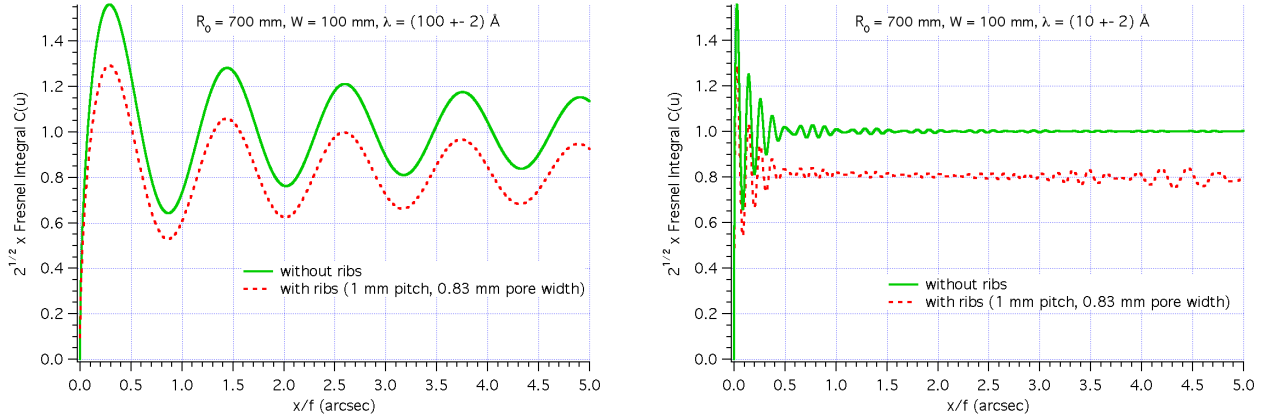 R₀ = 700 mm, W = 100 mm, λ = (100 +- 2) Å
2^1/2 x Fresnel Integral C(u)
1.4
1.2
1.0
0.8
0.6
0.4
0.2
0.0
without ribs
with ribs (1 mm pitch, 0.83 mm pore width)
0.0 0.5 1.0 1.5 2.0 2.5 3.0 3.5 4.0 4.5 5.0
x/f (arcsec)
R₀ = 700 mm, W = 100 mm, λ = (10 +- 2) Å
2^1/2 x Fresnel Integral C(u)
1.4
1.2
1.0
0.8
0.6
0.4
0.2
0.0
without ribs
with ribs (1 mm pitch, 0.83 mm pore width)
0.0 0.5 1.0 1.5 2.0 2.5 3.0 3.5 4.0 4.5 5.0
x/f (arcsec)